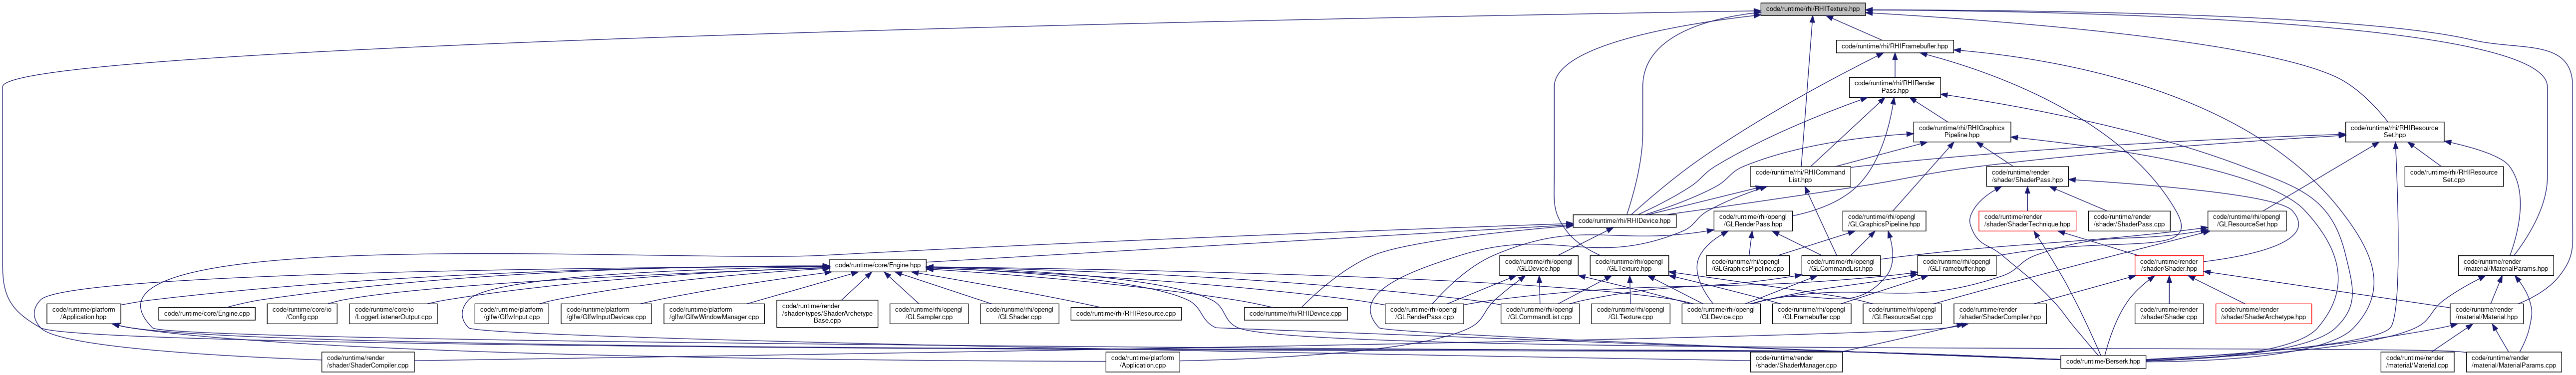 code/runtime/rhi/RHITexture.hpp
code/runtime/rhi/RHIFramebuffer.hpp
code/runtime/rhi/RHIRender
Pass.hpp
code/runtime/rhi/RHIGraphics
Pipeline.hpp
code/runtime/rhi/RHIResource
Set.hpp
code/runtime/rhi/RHICommand
List.hpp
code/runtime/render
/shader/ShaderPass.hpp
code/runtime/rhi/RHIResource
Set.cpp
code/runtime/rhi/RHIDevice.hpp
code/runtime/rhi/opengl
/GLRenderPass.hpp
code/runtime/rhi/opengl
/GLGraphicsPipeline.hpp
code/runtime/render
/shader/ShaderTechnique.hpp
code/runtime/render
/shader/ShaderPass.cpp
code/runtime/rhi/opengl
/GLResourceSet.hpp
code/runtime/core/Engine.hpp
code/runtime/rhi/opengl
/GLDevice.hpp
code/runtime/rhi/opengl
/GLTexture.hpp
code/runtime/rhi/opengl
/GLGraphicsPipeline.cpp
code/runtime/rhi/opengl
/GLCommandList.hpp
code/runtime/rhi/opengl
/GLFramebuffer.hpp
code/runtime/render
/shader/Shader.hpp
code/runtime/render
/material/MaterialParams.hpp
code/runtime/platform
/Application.hpp
code/runtime/core/Engine.cpp
code/runtime/core/io
/Config.cpp
code/runtime/core/io
/LoggerListenerOutput.cpp
code/runtime/platform
/glfw/GlfwInput.cpp
code/runtime/platform
/glfw/GlfwInputDevices.cpp
code/runtime/platform
/glfw/GlfwWindowManager.cpp
code/runtime/render
/shader/types/ShaderArchetype
Base.cpp
code/runtime/rhi/opengl
/GLSampler.cpp
code/runtime/rhi/opengl
/GLShader.cpp
code/runtime/rhi/RHIResource.cpp
code/runtime/rhi/RHIDevice.cpp
code/runtime/rhi/opengl
/GLRenderPass.cpp
code/runtime/rhi/opengl
/GLCommandList.cpp
code/runtime/rhi/opengl
/GLTexture.cpp
code/runtime/rhi/opengl
/GLDevice.cpp
code/runtime/rhi/opengl
/GLFramebuffer.cpp
code/runtime/rhi/opengl
/GLResourceSet.cpp
code/runtime/render
/shader/ShaderCompiler.hpp
code/runtime/render
/shader/Shader.cpp
code/runtime/render
/shader/ShaderArchetype.hpp
code/runtime/render
/material/Material.hpp
code/runtime/render
/shader/ShaderCompiler.cpp
code/runtime/platform
/Application.cpp
code/runtime/render
/shader/ShaderManager.cpp
code/runtime/Berserk.hpp
code/runtime/render
/material/Material.cpp
code/runtime/render
/material/MaterialParams.cpp